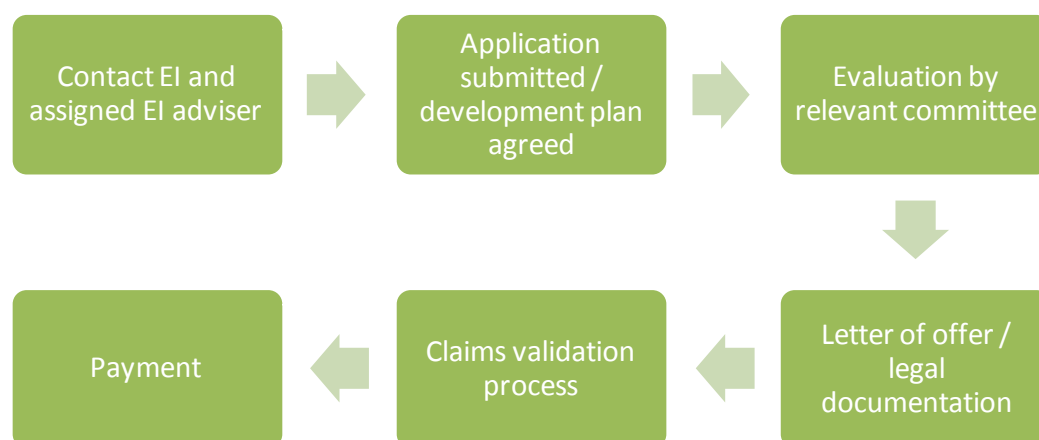 Contact EI and
assigned EI adviser
Application
submitted /
development plan
agreed
Evaluation by
relevant committee
Letter of offer /
legal
documentation
Claims validation
process
Payment